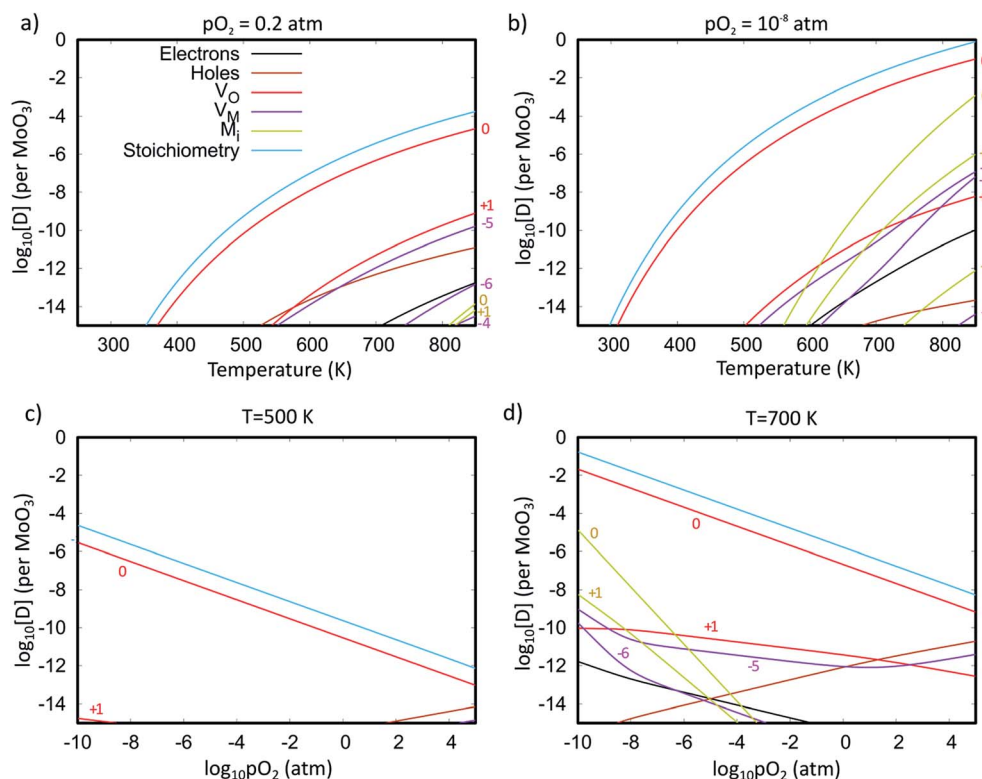 a)
pO₂ = 0.2 atm
b)
pO₂ = 10⁻⁸ atm
log₁₀[D] (per MoO₃)
0
-2
-4
-6
-8
-10
-12
-14
Electrons
Holes
V_O
V_M
M_i
Stoichiometry
0
+1
-5
-6
0
+1
-4
300 400 500 600 700 800
Temperature (K)
log₁₀[D] (per MoO₃)
0
-2
-4
-6
-8
-10
-12
-14
300 400 500 600 700 800
Temperature (K)
c)
T=500 K
d)
T=700 K
log₁₀[D] (per MoO₃)
0
-2
-4
-6
-8
-10
-12
-14
0
+1
-10 -8 -6 -4 -2 0 2 4
log₁₀pO₂ (atm)
log₁₀[D] (per MoO₃)
0
-2
-4
-6
-8
-10
-12
-14
0
0
+1
+1
-6
-5
-10 -8 -6 -4 -2 0 2 4
log₁₀pO₂ (atm)